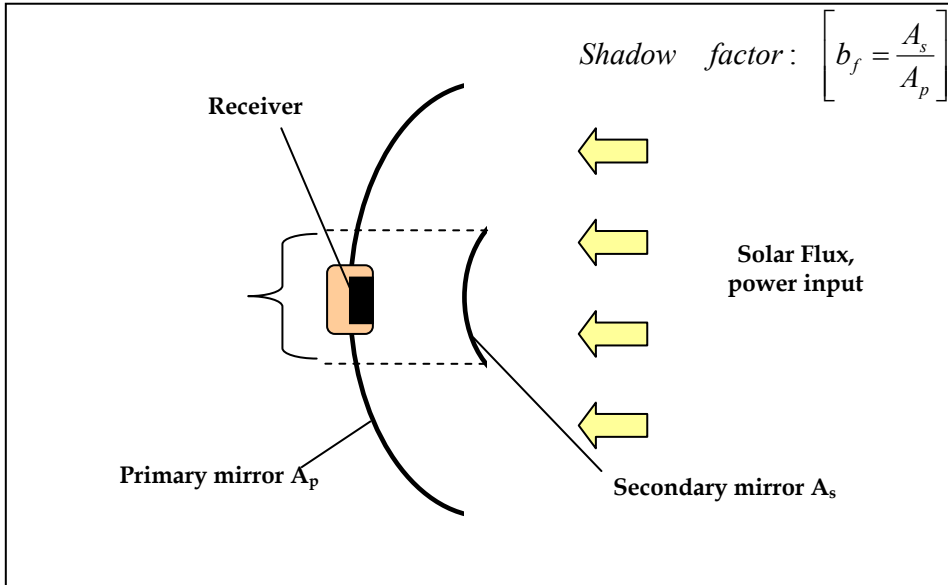 Shadow factor : [b_f = A_s / A_p]
Receiver
Solar Flux,
power input
Primary mirror A_p
Secondary mirror A_s